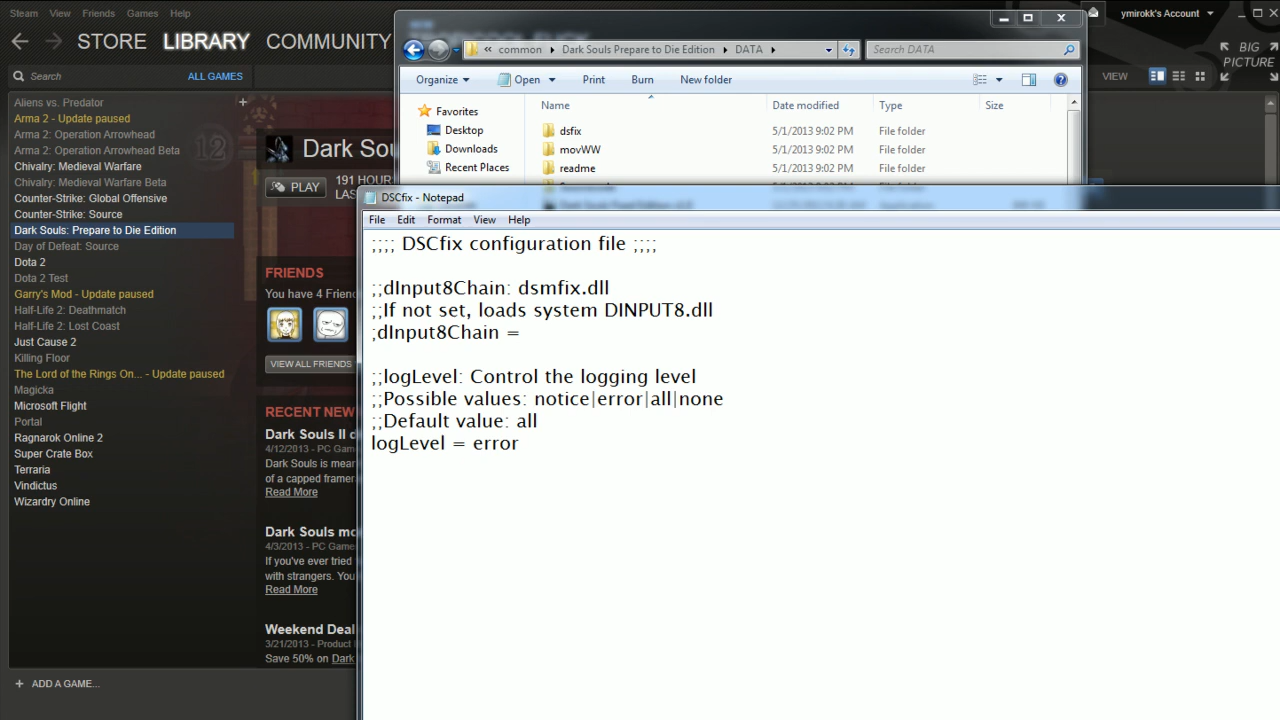 Steam View Friends Games Help
ymirokk's Account
STORE LIBRARY COMMUNITY
BIG PICTURE
Search ALL GAMES
VIEW
Aliens vs. Predator
Arma 2 - Update paused
Arma 2: Operation Arrowhead
Arma 2: Operation Arrowhead Beta
Chivalry: Medieval Warfare
Chivalry: Medieval Warfare Beta
Counter-Strike: Global Offensive
Counter-Strike: Source
Dark Souls: Prepare to Die Edition
Day of Defeat: Source
Dota 2
Dota 2 Test
Garry's Mod - Update paused
Half-Life 2: Deathmatch
Half-Life 2: Lost Coast
Just Cause 2
Killing Floor
The Lord of the Rings On... - Update paused
Magicka
Microsoft Flight
Portal
Ragnarok Online 2
Super Crate Box
Terraria
Vindictus
Wizardry Online
ADD A GAME...
12
Dark Sou
PLAY
191 HOUR
LAS
FRIENDS
You have 4 Friend
VIEW ALL FRIENDS
RECENT NEW
Dark Souls II d
4/12/2013 - PC Gam
Dark Souls is mean
of a capped framer
Read More
Dark Souls mo
4/3/2013 - PC Game
If you've ever tried
with strangers. You
Read More
Weekend Deal
3/21/2013 - Product
Save 50% on Dark
common Dark Souls Prepare to Die Edition DATA
Search DATA
Organize Open Print Burn New folder
Favorites
Desktop
Downloads
Recent Places
Name Date modified Type Size
dsfix 5/1/2013 9:02 PM File folder
movWW 5/1/2013 9:02 PM File folder
readme 5/1/2013 9:02 PM File folder
DSCfix - Notepad
File Edit Format View Help
;;;; DSCfix configuration file ;;;;
;;dInput8Chain: dsmfix.dll
;;If not set, loads system DINPUT8.dll
;dInput8Chain =
;;logLevel: Control the logging level
;;Possible values: notice|error|all|none
;;Default value: all
logLevel = error